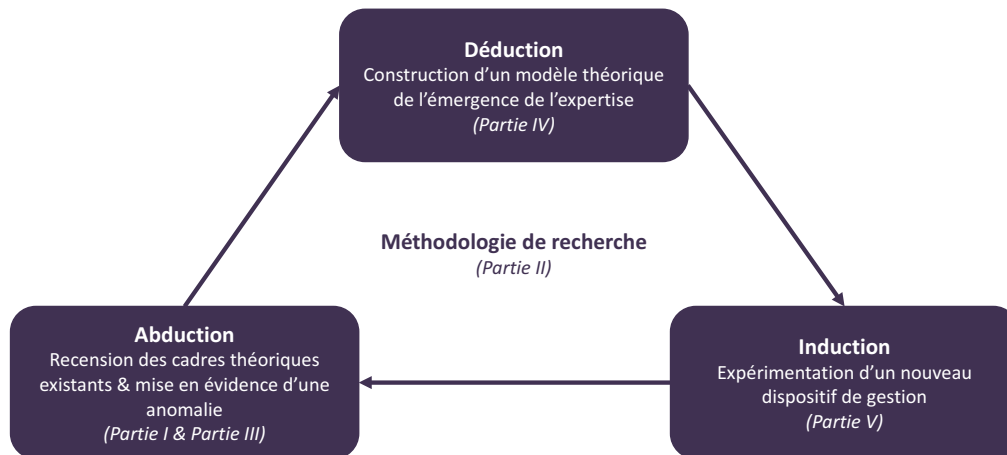 Déduction
Construction d’un modèle théorique
de l’émergence de l’expertise
(Partie IV)
Méthodologie de recherche
(Partie II)
Abduction
Recension des cadres théoriques
existants & mise en évidence d’une
anomalie
(Partie I & Partie III)
Induction
Expérimentation d’un nouveau
dispositif de gestion
(Partie V)